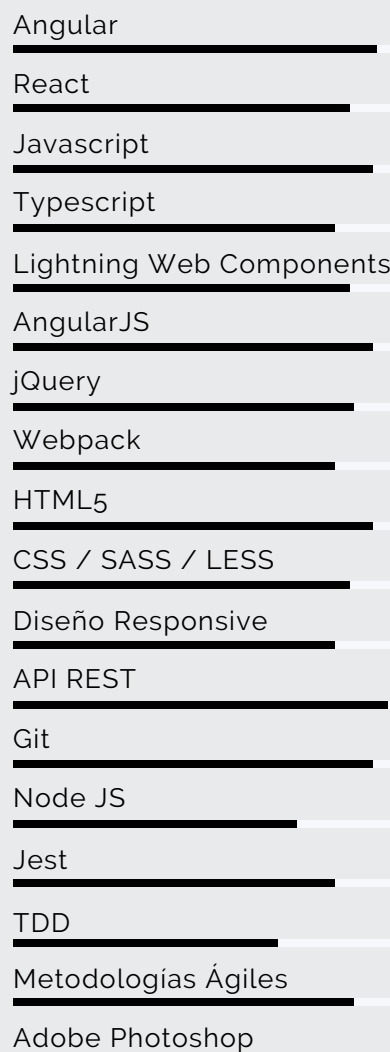 Angular
React
Javascript
Typescript
Lightning Web Components
AngularJS
jQuery
Webpack
HTML5
CSS / SASS / LESS
Diseño Responsive
API REST
Git
Node JS
Jest
TDD
Metodologías Ágiles
Adobe Photoshop